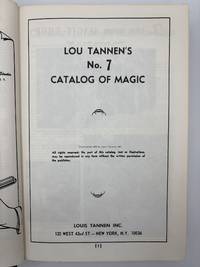 LOU TANNEN'S
No. 7
CATALOG OF MAGIC
All rights reserved. No part of this catalog, text or illustrations,
may be reproduced in any form without the written permission of
the publisher.
LOUIS TANNEN INC.
120 WEST 42nd ST — NEW YORK, N.Y. 10036
[1]